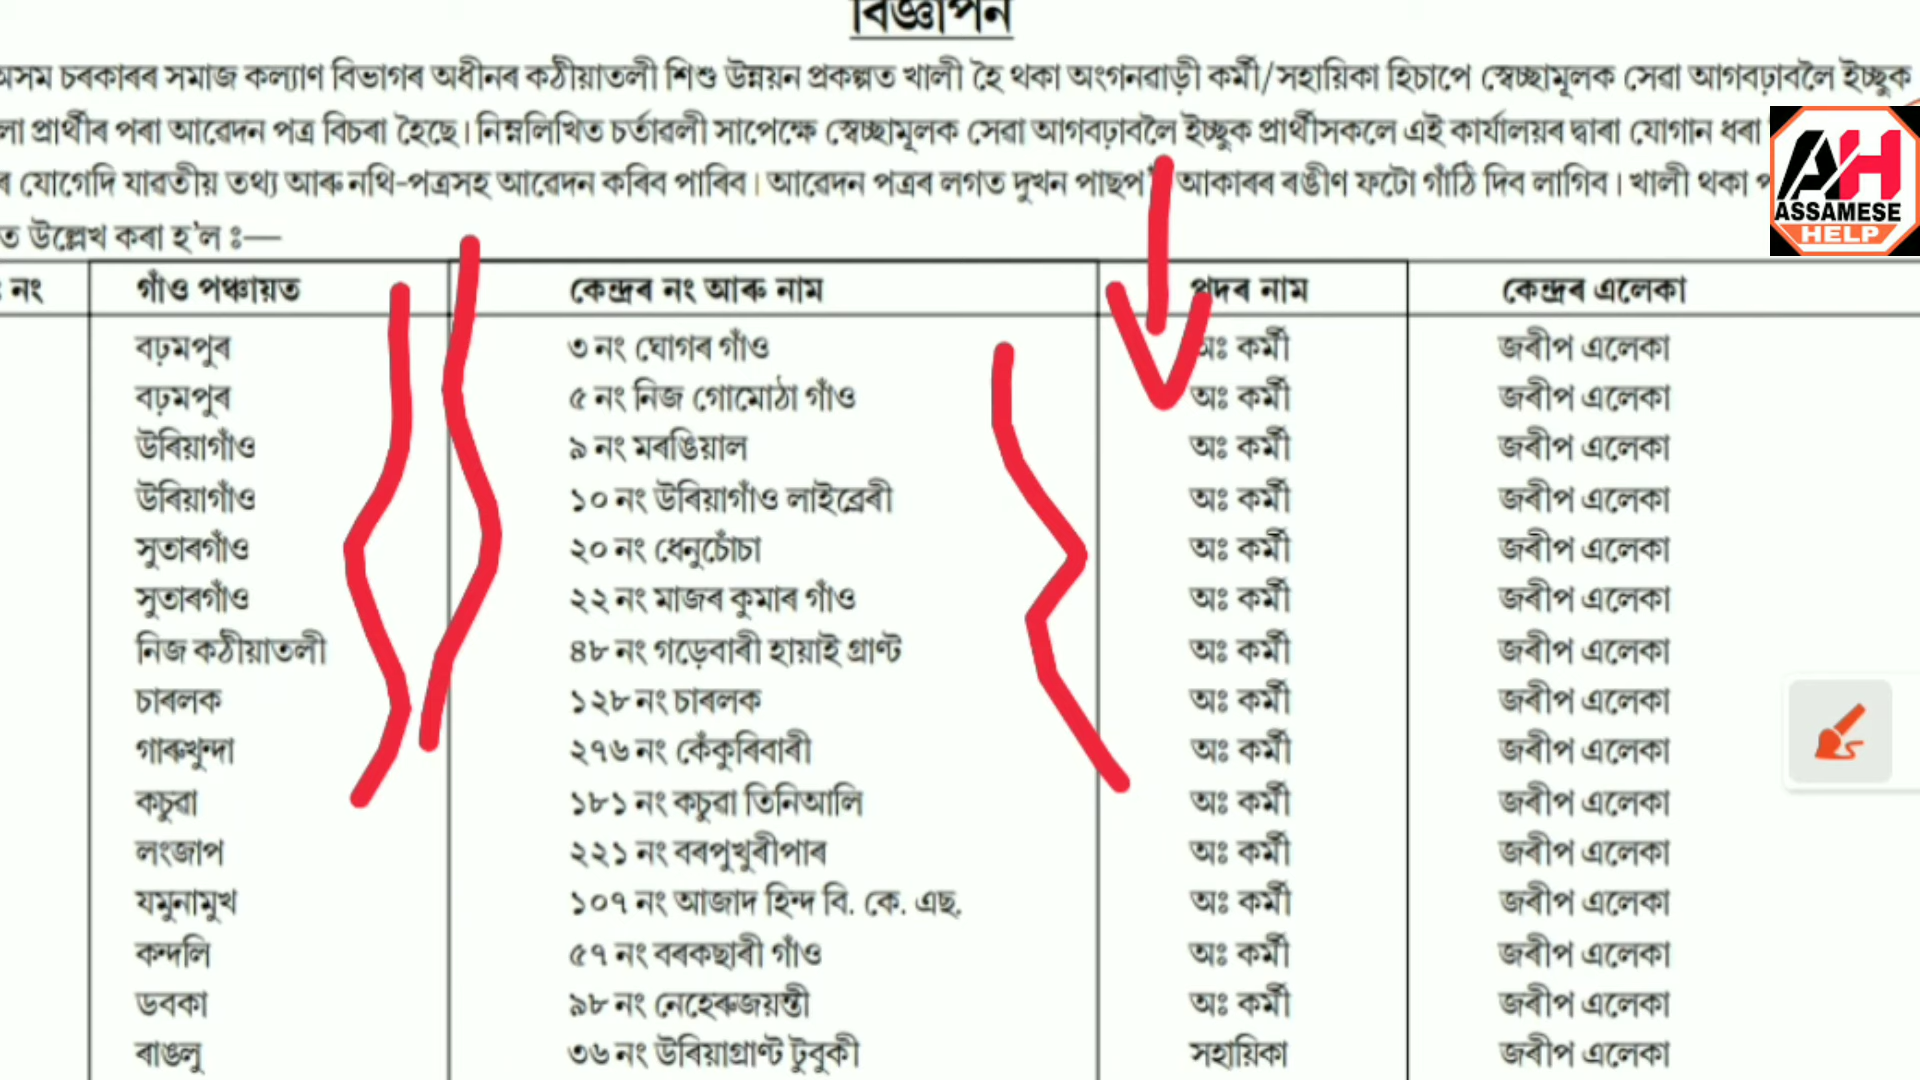 বিজ্ঞাপন
অসম চৰকাৰৰ সমাজ কল্যাণ বিভাগৰ অধীনৰ কঠীয়াতলী শিশু উন্নয়ন প্ৰকল্পত খালী হৈ থকা অংগনৱাড়ী কৰ্মী/সহায়িকা হিচাপে স্বেচ্ছামূলক সেৱা আগবঢ়াবলৈ ইচ্ছুক
লা প্ৰাৰ্থীৰ পৰা আৱেদন পত্ৰ বিচৰা হৈছে। নিম্নলিখিত চৰ্তাৱলী সাপেক্ষে স্বেচ্ছামূলক সেৱা আগবঢ়াবলৈ ইচ্ছুক প্ৰাৰ্থীসকলে এই কাৰ্যালয়ৰ দ্বাৰা যোগান ধৰা
ৰ যোগেদি যাৱতীয় তথ্য আৰু নথি-পত্ৰসহ আৱেদন কৰিব পাৰিব। আৱেদন পত্ৰৰ লগত দুখন আকাৰৰ ৰঙীণ ফটো গাঁঠি দিব লাগিব। খালী থকা
ত উল্লেখ কৰা হ'ল ঃ—
AH
ASSAMESE
HELP
নং গাঁও পঞ্চায়ত কেন্দ্ৰৰ নং আৰু নাম পদৰ নাম কেন্দ্ৰৰ এলেকা
বঢ়মপুৰ ৩ নং ঘোগৰ গাঁও অঃ কৰ্মী জৰীপ এলেকা
বঢ়মপুৰ ৫ নং নিজ গোমোঠা গাঁও অঃ কৰ্মী জৰীপ এলেকা
উৰিয়াগাঁও ৯ নং মৰঙিয়াল অঃ কৰ্মী জৰীপ এলেকা
উৰিয়াগাঁও ১০ নং উৰিয়াগাঁও লাইব্ৰেৰী অঃ কৰ্মী জৰীপ এলেকা
সুতাৰগাঁও ২০ নং ধেনুচোঁচা অঃ কৰ্মী জৰীপ এলেকা
সুতাৰগাঁও ২২ নং মাজৰ কুমাৰ গাঁও অঃ কৰ্মী জৰীপ এলেকা
নিজ কঠীয়াতলী ৪৮ নং গড়েবাৰী হায়াই গ্ৰাণ্ট অঃ কৰ্মী জৰীপ এলেকা
চাৰলক ১২৮ নং চাৰলক অঃ কৰ্মী জৰীপ এলেকা
গাৰুখুন্দা ২৭৬ নং কেঁকুৰিবাৰী অঃ কৰ্মী জৰীপ এলেকা
কচুৱা ১৮১ নং কচুৱা তিনিআলি অঃ কৰ্মী জৰীপ এলেকা
লংজাপ ২২১ নং বৰপুখুৰীপাৰ অঃ কৰ্মী জৰীপ এলেকা
যমুনামুখ ১০৭ নং আজাদ হিন্দ বি. কে. এছ. অঃ কৰ্মী জৰীপ এলেকা
কন্দলি ৫৭ নং বৰকছাৰী গাঁও অঃ কৰ্মী জৰীপ এলেকা
ডবকা ৯৮ নং নেহেৰুজয়ন্তী অঃ কৰ্মী জৰীপ এলেকা
ৰাঙলু ৩৬ নং উৰিয়াগ্ৰাণ্ট টুবুকী সহায়িকা জৰীপ এলেকা